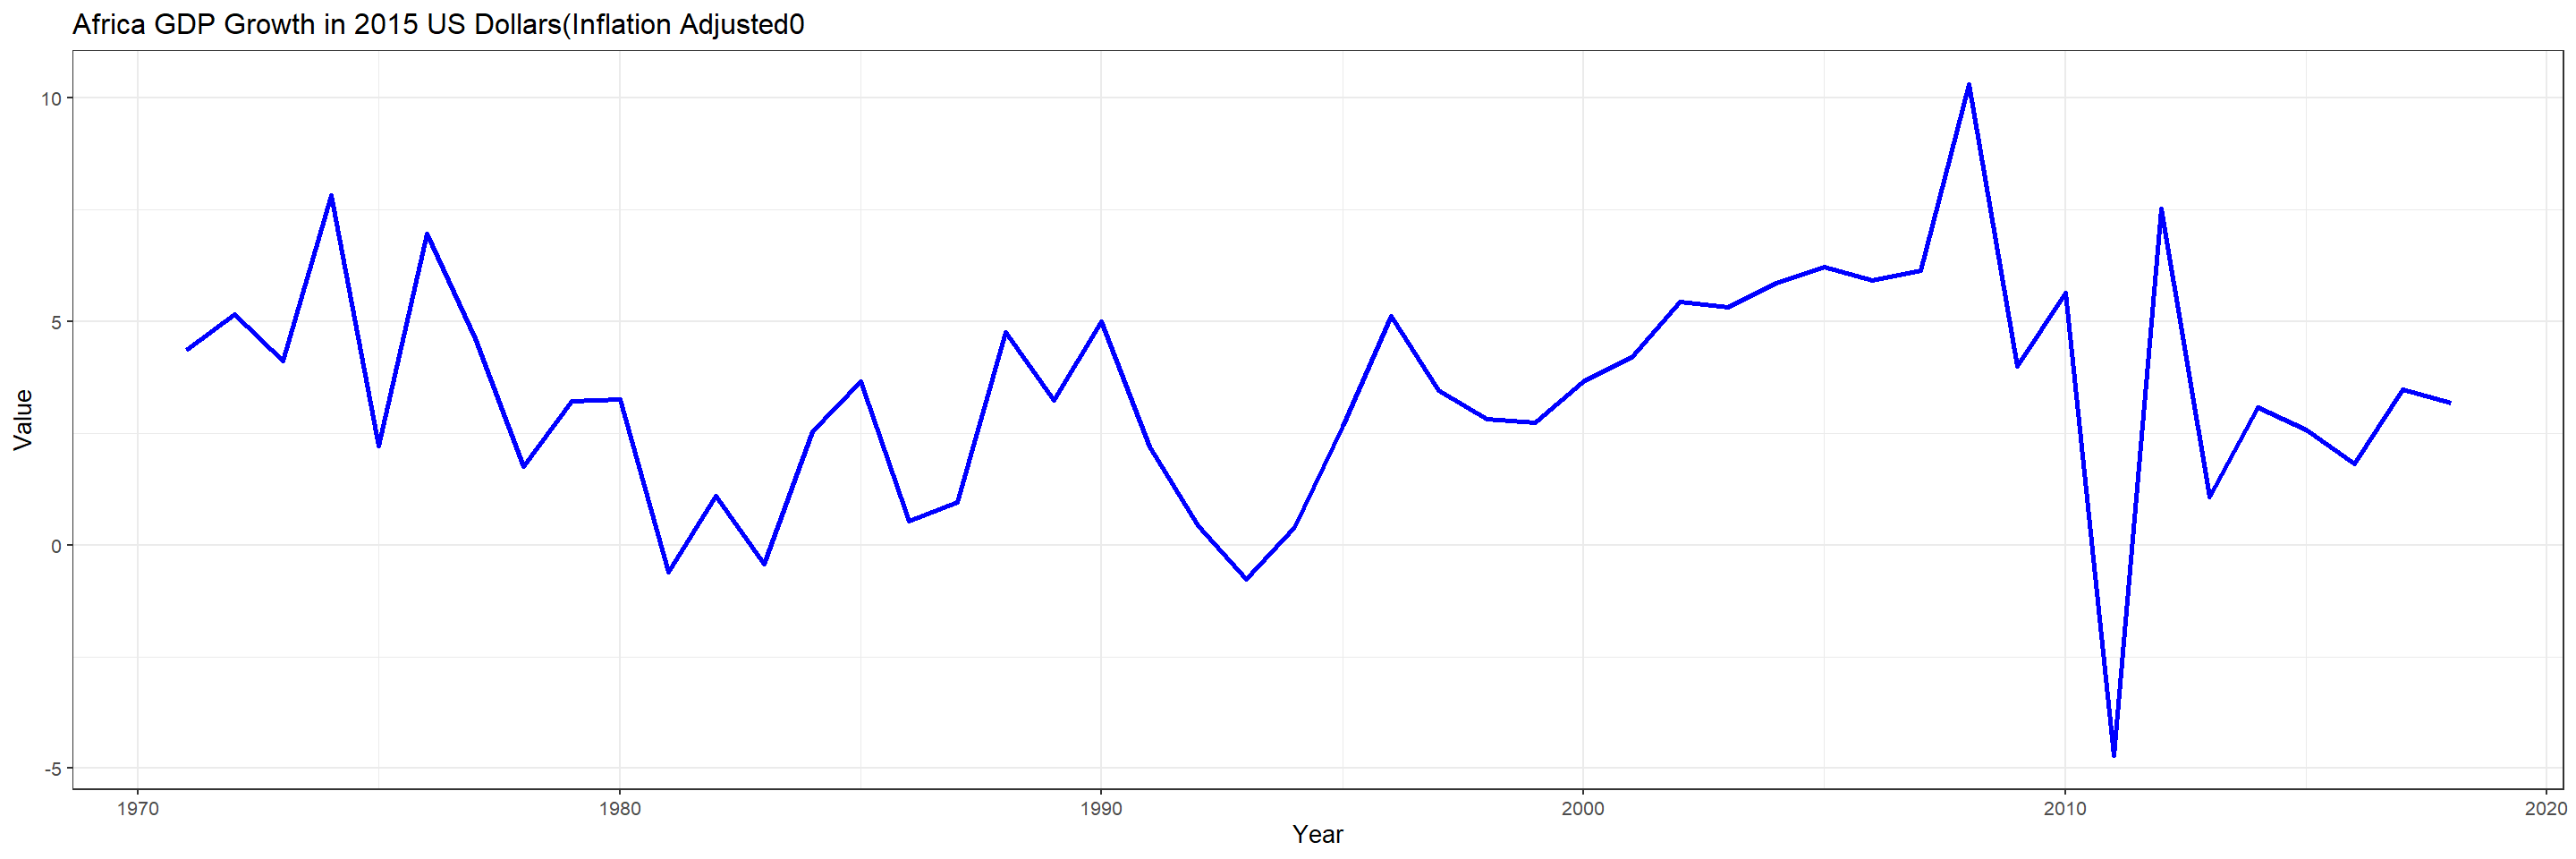 Africa GDP Growth in 2015 US Dollars(Inflation Adjusted0
10
5
0
-5
Value
1970 1980 1990 2000 2010 2020
Year